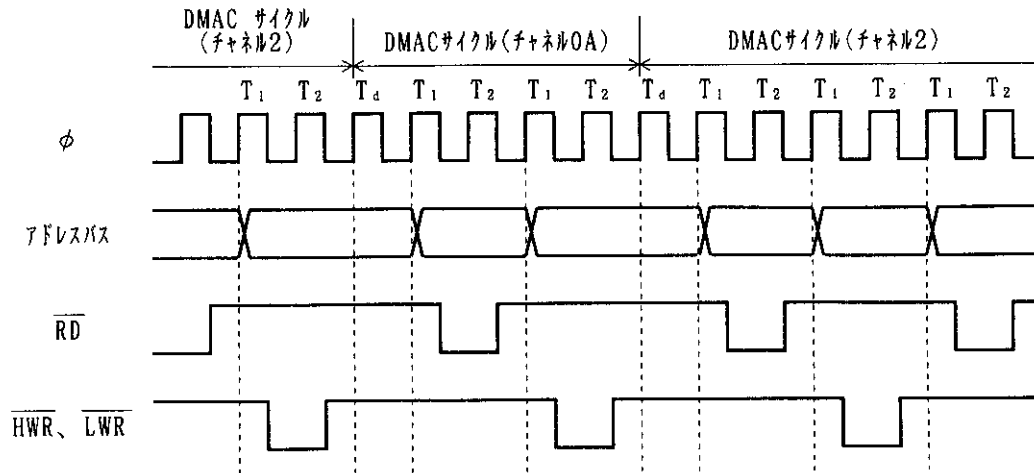 DMAC サイクル
(チャネル2)
DMACサイクル(チャネル0A)
DMACサイクル(チャネル2)
T₁ T₂ Td T₁ T₂ T₁ T₂ Td T₁ T₂ T₁ T₂ T₁ T₂
φ
アドレスバス
RD
HWR、LWR